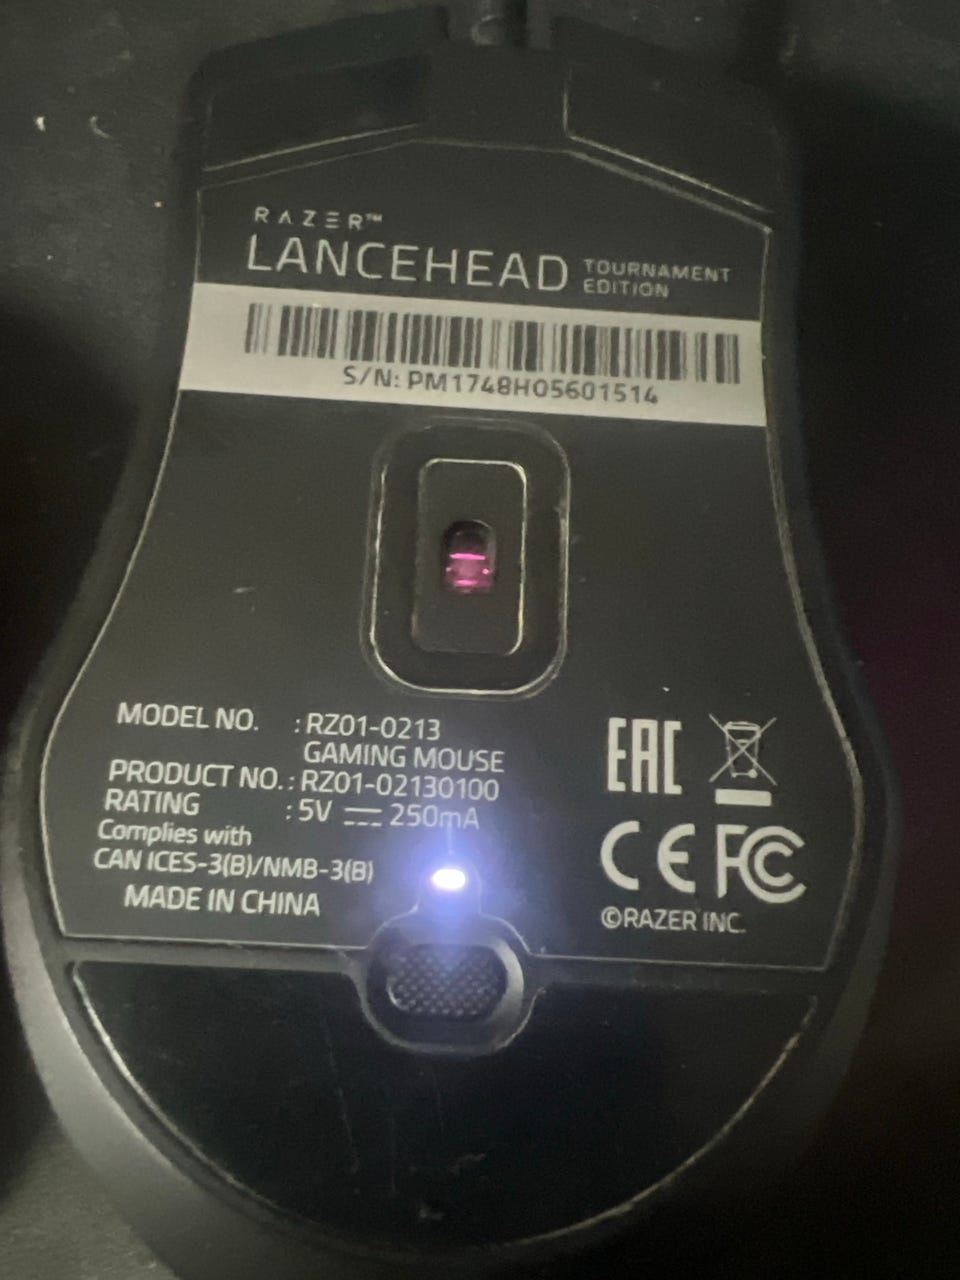 RAZER™
LANCEHEAD TOURNAMENT EDITION
S/N: PM1748H05601514
MODEL NO. : RZ01-0213
GAMING MOUSE
PRODUCT NO. : RZ01-02130100
RATING : 5V ⎓ 250mA
Complies with
CAN ICES-3(B)/NMB-3(B)
MADE IN CHINA
EAC
CE FC
©RAZER INC.